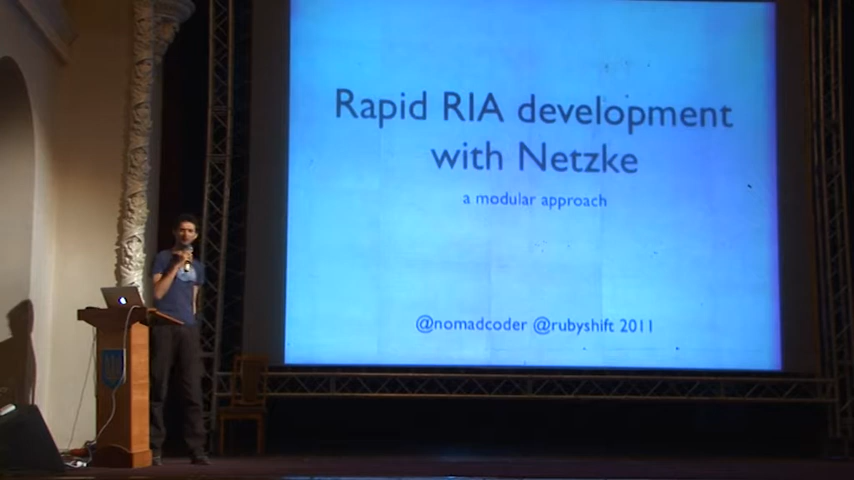 Rapid RIA development
with Netzke
a modular approach
@nomadcoder @rubyshift 2011